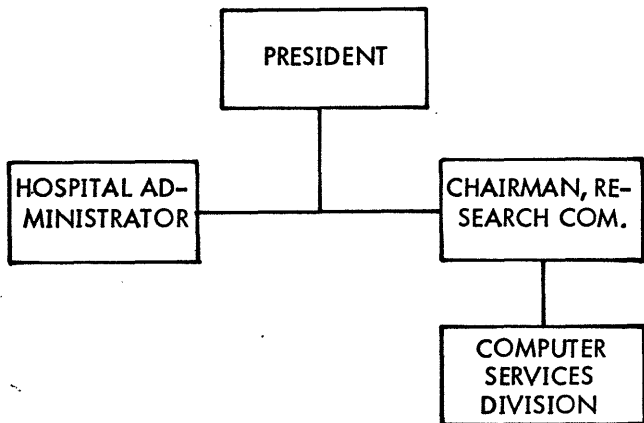 PRESIDENT
HOSPITAL AD-
MINISTRATOR
CHAIRMAN, RE-
SEARCH COM.
COMPUTER
SERVICES
DIVISION